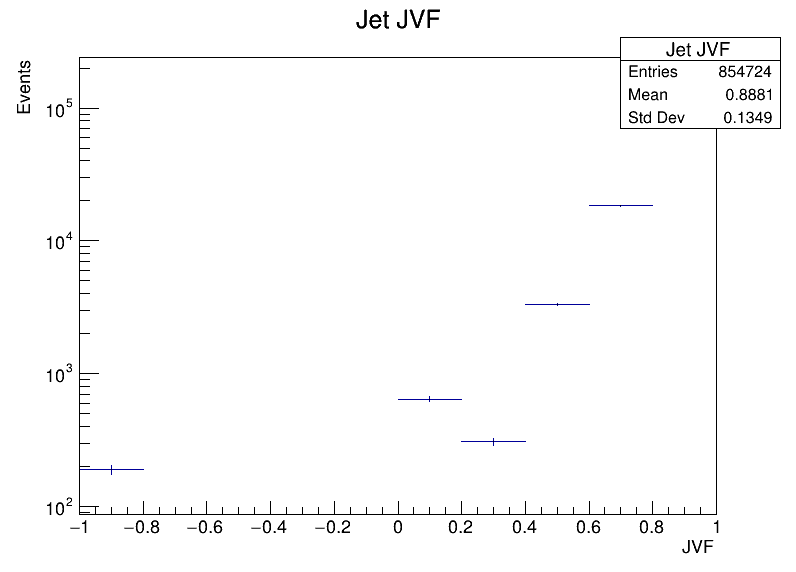 Jet JVF
Jet JVF
Entries 854724
Mean 0.8881
Std Dev 0.1349
Events
10^5
10^4
10^3
10^2
−1 −0.8 −0.6 −0.4 −0.2 0 0.2 0.4 0.6 0.8 1
JVF